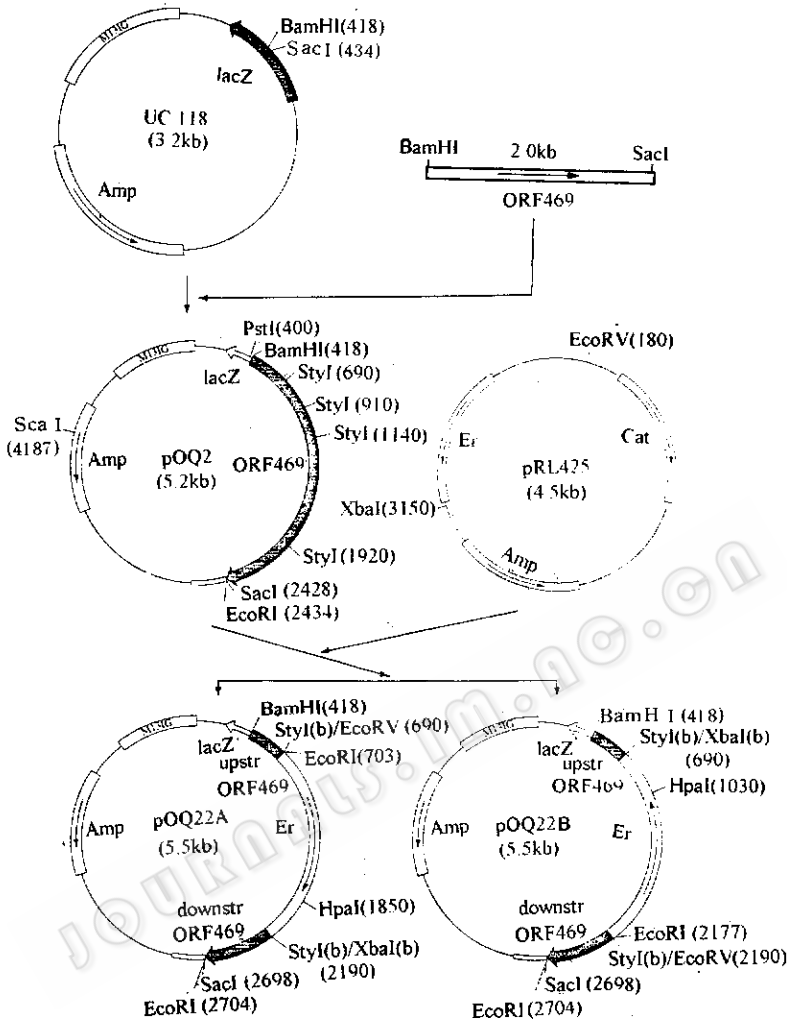 BamHI(418)
SacI (434)
lacZ
UC 118
(3.2kb)
Amp
BamHI
2.0kb
SacI
ORF469
PstI(400)
BamHI(418)
lacZ
StyI(690)
StyI(910)
StyI(1140)
Sca I
(4187)
Amp
pOQ2
(5.2kb)
ORF469
StyI(1920)
SacI (2428)
EcoRI (2434)
EcoRV(180)
Er
Cat
pRL425
(4.5kb)
XbaI(3150)
Amp
BamHI(418)
StyI(b)/EcoRV (690)
EcoRI(703)
lacZ'
upstr
ORF469
Amp
pOQ22A
(5.5kb)
Er
HpaI(1850)
downstr
ORF469
StyI(b)/XbaI(b)
(2190)
SacI (2698)
EcoRI (2704)
BamH I (418)
StyI(b)/XbaI(b)
(690)
lacZ'
upstr
ORF469
HpaI(1030)
Amp
pOQ22B
(5.5kb)
Er
downstr
ORF469
EcoRI (2177)
StyI(b)/EcoRV(2190)
SacI (2698)
EcoRI (2704)
JOURNALS.IM.AC.CN